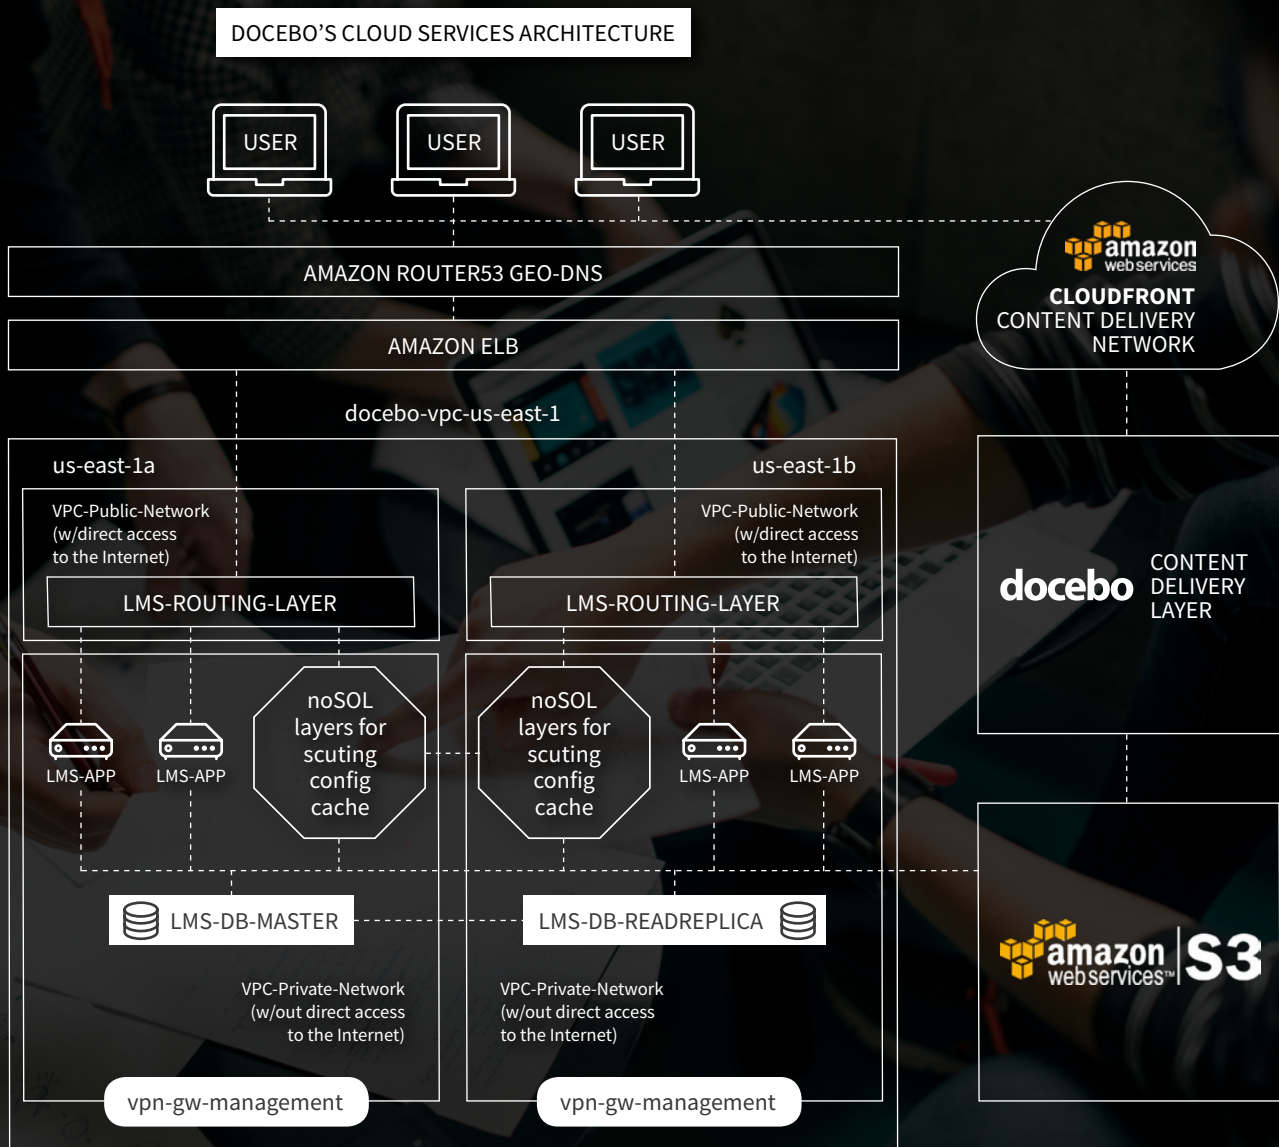 DOCEBO’S CLOUD SERVICES ARCHITECTURE
USER
USER
USER
AMAZON ROUTER53 GEO-DNS
AMAZON ELB
amazon
webservices
CLOUDFRONT
CONTENT DELIVERY
NETWORK
docebo-vpc-us-east-1
us-east-1a
us-east-1b
VPC-Public-Network
(w/direct access
to the Internet)
VPC-Public-Network
(w/direct access
to the Internet)
LMS-ROUTING-LAYER
LMS-ROUTING-LAYER
docebo
CONTENT
DELIVERY
LAYER
LMS-APP
LMS-APP
noSOL
layers for
scuting
config
cache
noSOL
layers for
scuting
config
cache
LMS-APP
LMS-APP
LMS-DB-MASTER
LMS-DB-READREPLICA
amazon
webservices™
S3
VPC-Private-Network
(w/out direct access
to the Internet)
VPC-Private-Network
(w/out direct access
to the Internet)
vpn-gw-management
vpn-gw-management